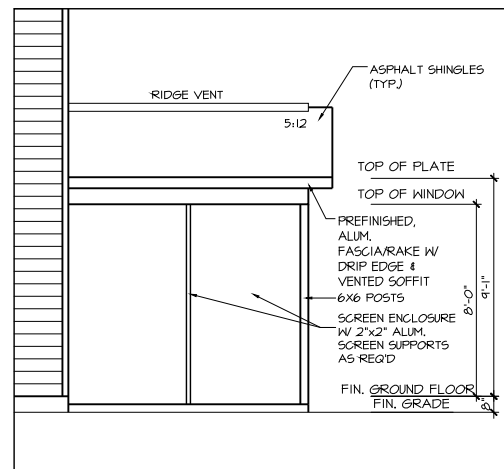 ASPHALT SHINGLES
(TYP.)
RIDGE VENT
5:12
TOP OF PLATE
TOP OF WINDOW
PREFINISHED,
ALUM.
FASCIA/RAKE W/
DRIP EDGE &
VENTED SOFFIT
6X6 POSTS
8'-0"
9'-1"
SCREEN ENCLOSURE
W/ 2"x2" ALUM.
SCREEN SUPPORTS
AS REQ'D
FIN. GROUND FLOOR
FIN. GRADE
8"